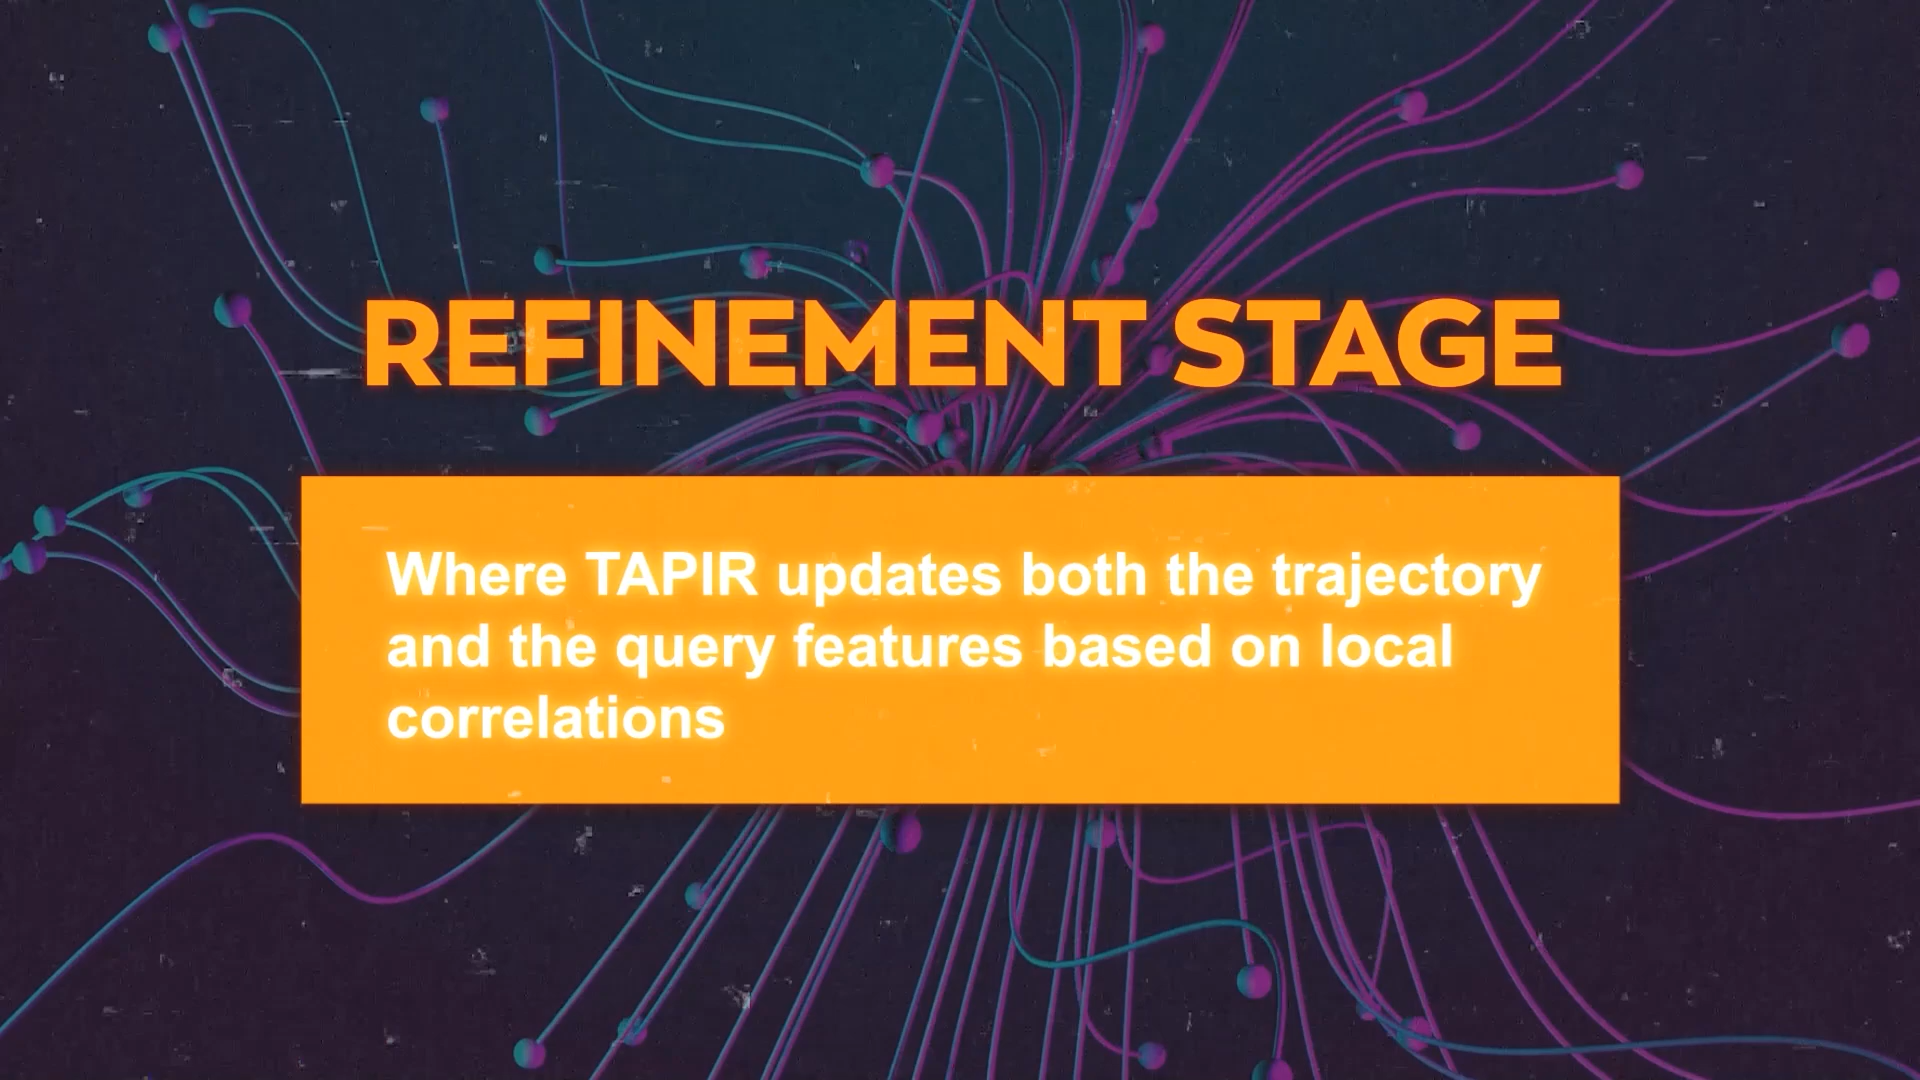 REFINEMENT STAGE
Where TAPIR updates both the trajectory
and the query features based on local
correlations